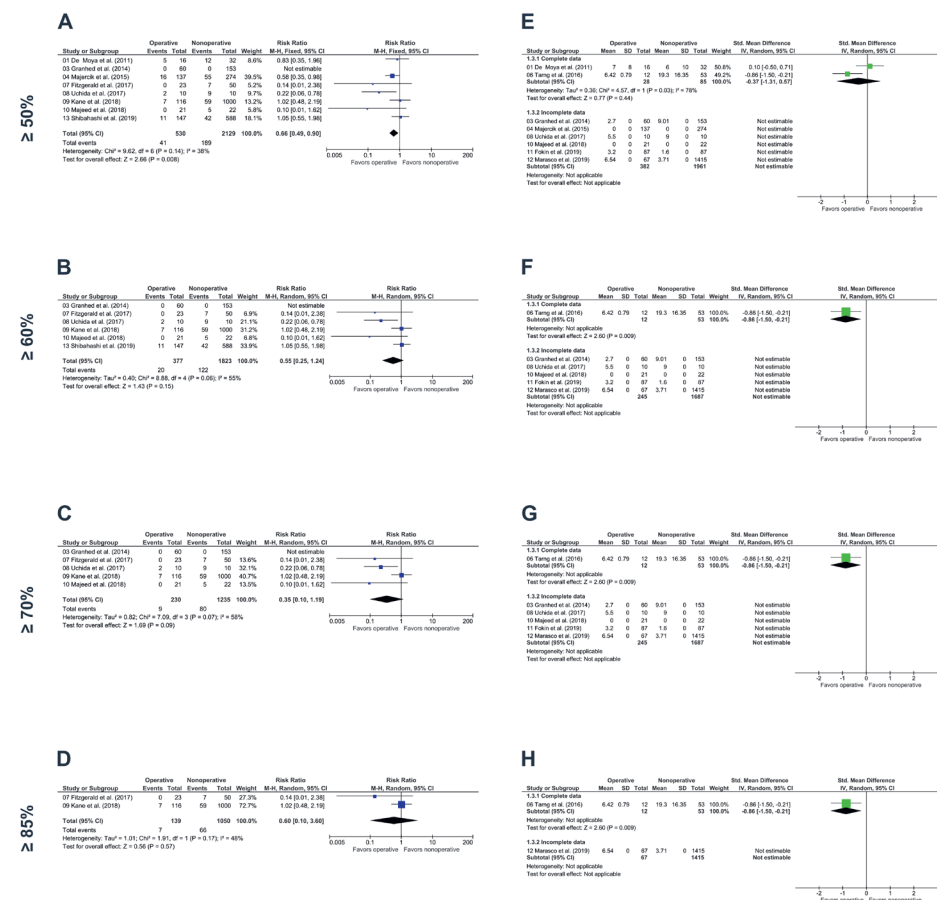 A
≥ 50%
Operative Nonoperative Risk Ratio Risk Ratio
Study or Subgroup Events Total Events Total Weight M-H, Fixed, 95% CI M-H, Fixed, 95% CI
01 De Moya et al. (2011) 5 16 12 32 8.6% 0.83 [0.35, 1.96]
03 Granhed et al. (2014) 0 60 0 153 Not estimable
04 Majercik et al. (2015) 16 137 55 274 39.5% 0.58 [0.35, 0.98]
07 Fitzgerald et al. (2017) 0 23 7 50 5.2% 0.14 [0.01, 2.38]
08 Uchida et al. (2017) 2 10 9 10 9.7% 0.22 [0.06, 0.78]
09 Kane et al. (2018) 7 116 59 1000 13.3% 1.02 [0.48, 2.19]
10 Majeed et al. (2018) 0 21 5 22 5.8% 0.10 [0.01, 1.62]
13 Shibahashi et al. (2019) 11 147 42 588 1.05 [0.55, 1.98]
Total (95% CI) 530 2129 100.0% 0.66 [0.49, 0.90]
Total events 41 189
Heterogeneity: Chi² = 9.62, df = 6 (P = 0.14); I² = 38%
Test for overall effect: Z = 2.66 (P = 0.008)
0.005 0.1 1 10 200
Favors operative Favors nonoperative
E
Operative Nonoperative Std. Mean Difference Std. Mean Difference
Study or Subgroup Mean SD Total Mean SD Total Weight IV, Random, 95% CI IV, Random, 95% CI
1.3.1 Complete data
01 De Moya et al. (2011) 7 8 16 6 10 32 50.8% 0.10 [-0.50, 0.71]
06 Tarng et al. (2016) 6.42 0.79 12 19.3 16.35 53 49.2% -0.86 [-1.50, -0.21]
Subtotal (95% CI) 28 85 100.0% -0.37 [-1.31, 0.57]
Heterogeneity: Tau² = 0.36; Chi² = 4.57, df = 1 (P = 0.03); I² = 78%
Test for overall effect: Z = 0.77 (P = 0.44)
1.3.2 Incomplete data
03 Granhed et al. (2014) 2.7 0 60 9.01 0 153 Not estimable
04 Majercik et al. (2015) 0 0 137 0 0 274 Not estimable
08 Uchida et al. (2017) 5.5 0 10 9 0 10 Not estimable
10 Majeed et al. (2018) 0 0 21 0 0 22 Not estimable
11 Fokin et al. (2019) 3.2 0 87 1.6 0 87 Not estimable
12 Marasco et al. (2019) 6.54 0 67 3.71 0 1415 Not estimable
Subtotal (95% CI) 382 1961 Not estimable
Heterogeneity: Not applicable
Test for overall effect: Not applicable
-2 -1 0 1 2
Favors operative Favors nonoperative
B
≥ 60%
Operative Nonoperative Risk Ratio Risk Ratio
Study or Subgroup Events Total Events Total Weight M-H, Random, 95% CI M-H, Random, 95% CI
03 Granhed et al. (2014) 0 60 0 153 Not estimable
07 Fitzgerald et al. (2017) 0 23 7 50 6.9% 0.14 [0.01, 2.38]
08 Uchida et al. (2017) 2 10 9 10 21.1% 0.22 [0.06, 0.78]
09 Kane et al. (2018) 7 116 59 1000 31.2% 1.02 [0.48, 2.19]
10 Majeed et al. (2018) 0 21 5 22 6.8% 0.10 [0.01, 1.62]
13 Shibahashi et al. (2019) 11 147 42 588 33.9% 1.05 [0.55, 1.98]
Total (95% CI) 377 1823 100.0% 0.55 [0.25, 1.24]
Total events 20 122
Heterogeneity: Tau² = 0.40; Chi² = 8.88, df = 4 (P = 0.06); I² = 55%
Test for overall effect: Z = 1.43 (P = 0.15)
0.005 0.1 1 10 200
Favors operative Favors nonoperative
F
Operative Nonoperative Std. Mean Difference Std. Mean Difference
Study or Subgroup Mean SD Total Mean SD Total Weight IV, Random, 95% CI IV, Random, 95% CI
1.3.1 Complete data
06 Tarng et al. (2016) 6.42 0.79 12 19.3 16.35 53 100.0% -0.86 [-1.50, -0.21]
Subtotal (95% CI) 12 53 100.0% -0.86 [-1.50, -0.21]
Heterogeneity: Not applicable
Test for overall effect: Z = 2.60 (P = 0.009)
1.3.2 Incomplete data
03 Granhed et al. (2014) 2.7 0 60 9.01 0 153 Not estimable
08 Uchida et al. (2017) 5.5 0 10 9 0 10 Not estimable
10 Majeed et al. (2018) 0 0 21 0 0 22 Not estimable
11 Fokin et al. (2019) 3.2 0 87 1.6 0 87 Not estimable
12 Marasco et al. (2019) 6.54 0 67 3.71 0 1415 Not estimable
Subtotal (95% CI) 245 1687 Not estimable
Heterogeneity: Not applicable
Test for overall effect: Not applicable
-2 -1 0 1 2
Favors operative Favors nonoperative
C
≥ 70%
Operative Nonoperative Risk Ratio Risk Ratio
Study or Subgroup Events Total Events Total Weight M-H, Random, 95% CI M-H, Random, 95% CI
03 Granhed et al. (2014) 0 60 0 153 Not estimable
07 Fitzgerald et al. (2017) 0 23 7 50 13.6% 0.14 [0.01, 2.38]
08 Uchida et al. (2017) 2 10 9 10 32.1% 0.22 [0.06, 0.78]
09 Kane et al. (2018) 7 116 59 1000 40.7% 1.02 [0.48, 2.19]
10 Majeed et al. (2018) 0 21 5 22 13.5% 0.10 [0.01, 1.62]
Total (95% CI) 230 1235 100.0% 0.35 [0.10, 1.19]
Total events 9 80
Heterogeneity: Tau² = 0.82; Chi² = 7.09, df = 3 (P = 0.07); I² = 58%
Test for overall effect: Z = 1.69 (P = 0.09)
0.005 0.1 1 10 200
Favors operative Favors nonoperative
G
Operative Nonoperative Std. Mean Difference Std. Mean Difference
Study or Subgroup Mean SD Total Mean SD Total Weight IV, Random, 95% CI IV, Random, 95% CI
1.3.1 Complete data
06 Tarng et al. (2016) 6.42 0.79 12 19.3 16.35 53 100.0% -0.86 [-1.50, -0.21]
Subtotal (95% CI) 12 53 100.0% -0.86 [-1.50, -0.21]
Heterogeneity: Not applicable
Test for overall effect: Z = 2.60 (P = 0.009)
1.3.2 Incomplete data
03 Granhed et al. (2014) 2.7 0 60 9.01 0 153 Not estimable
08 Uchida et al. (2017) 5.5 0 10 9 0 10 Not estimable
10 Majeed et al. (2018) 0 0 21 0 0 22 Not estimable
11 Fokin et al. (2019) 3.2 0 87 1.6 0 87 Not estimable
12 Marasco et al. (2019) 6.54 0 67 3.71 0 1415 Not estimable
Subtotal (95% CI) 245 1687 Not estimable
Heterogeneity: Not applicable
Test for overall effect: Not applicable
-2 -1 0 1 2
Favors operative Favors nonoperative
D
≥ 85%
Operative Nonoperative Risk Ratio Risk Ratio
Study or Subgroup Events Total Events Total Weight M-H, Random, 95% CI M-H, Random, 95% CI
07 Fitzgerald et al. (2017) 0 23 7 50 27.3% 0.14 [0.01, 2.38]
09 Kane et al. (2018) 7 116 59 1000 72.7% 1.02 [0.48, 2.19]
Total (95% CI) 139 1050 100.0% 0.60 [0.10, 3.60]
Total events 7 66
Heterogeneity: Tau² = 1.01; Chi² = 1.91, df = 1 (P = 0.17); I² = 48%
Test for overall effect: Z = 0.56 (P = 0.57)
0.005 0.1 1 10 200
Favors operative Favors nonoperative
H
Operative Nonoperative Std. Mean Difference Std. Mean Difference
Study or Subgroup Mean SD Total Mean SD Total Weight IV, Random, 95% CI IV, Random, 95% CI
1.3.1 Complete data
06 Tarng et al. (2016) 6.42 0.79 12 19.3 16.35 53 100.0% -0.86 [-1.50, -0.21]
Subtotal (95% CI) 12 53 100.0% -0.86 [-1.50, -0.21]
Heterogeneity: Not applicable
Test for overall effect: Z = 2.60 (P = 0.009)
1.3.2 Incomplete data
12 Marasco et al. (2019) 6.54 0 67 3.71 0 1415 Not estimable
Subtotal (95% CI) 67 1415 Not estimable
Heterogeneity: Not applicable
Test for overall effect: Not applicable
-2 -1 0 1 2
Favors operative Favors nonoperative